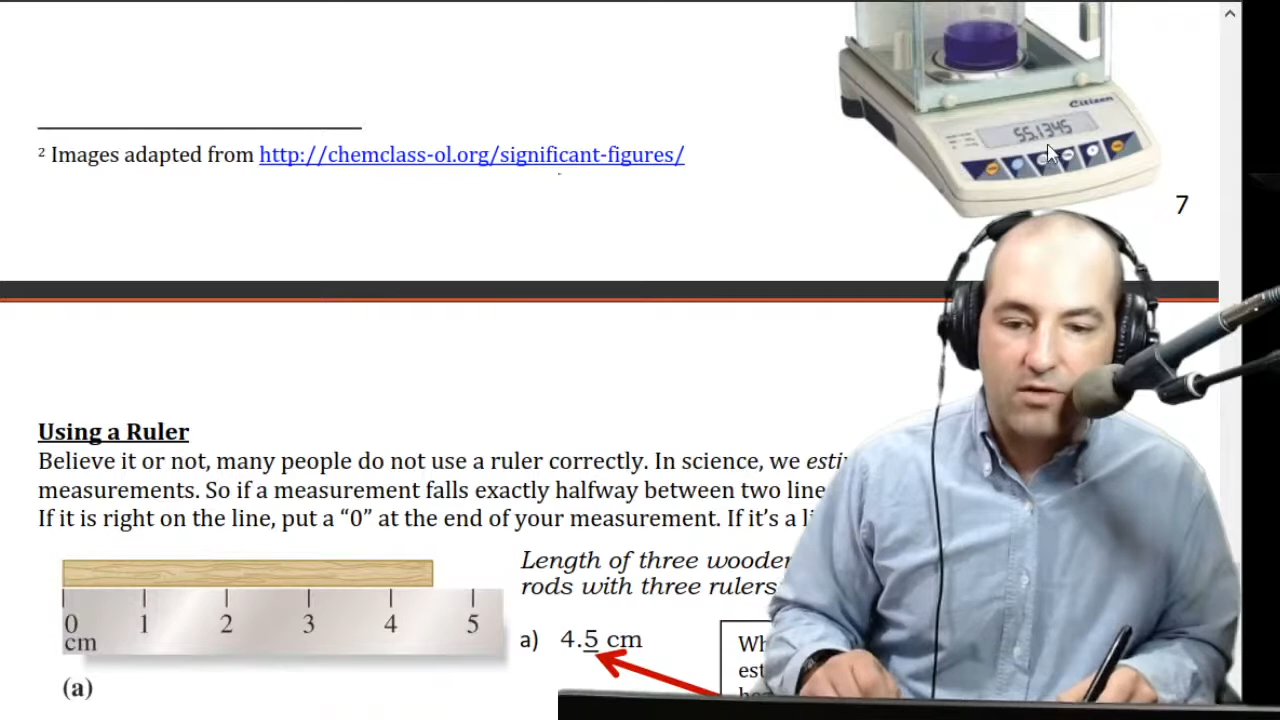 Citizen
55.1345
² Images adapted from http://chemclass-ol.org/significant-figures/
7
Using a Ruler
Believe it or not, many people do not use a ruler correctly. In science, we
measurements. So if a measurement falls exactly halfway between two line
If it is right on the line, put a “0” at the end of your measurement. If it’s a
Length of three wooden
rods with three rulers
0 1 2 3 4 5
cm
a) 4.5 cm
(a)